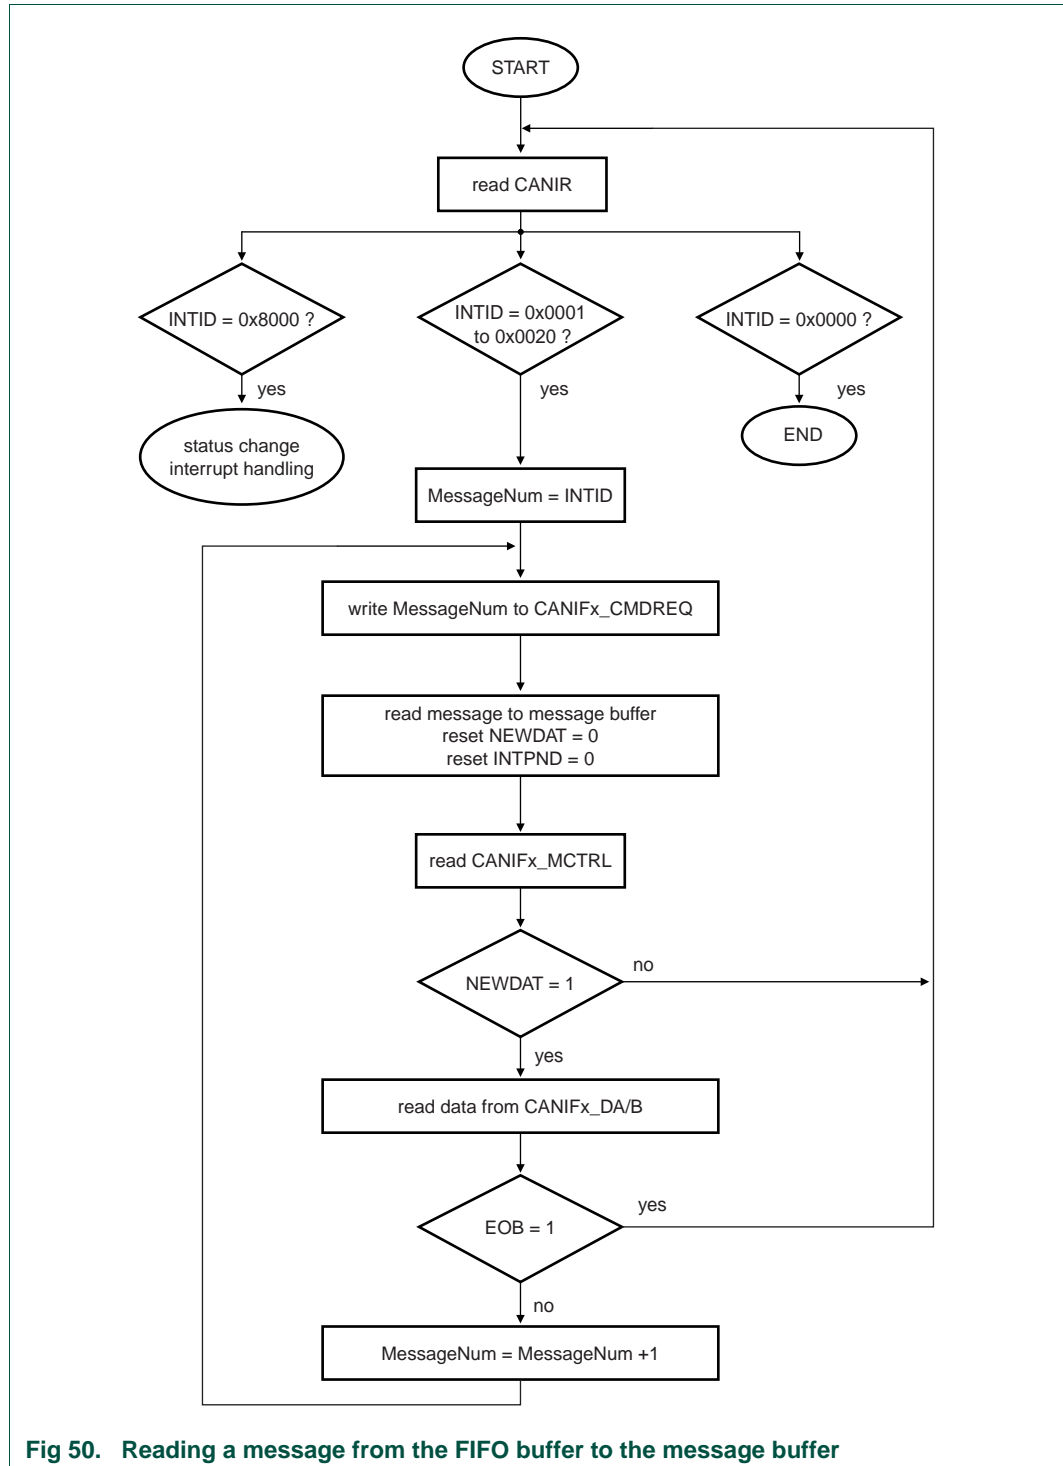 START
read CANIR
INTID = 0x8000 ?
INTID = 0x0001
to 0x0020 ?
INTID = 0x0000 ?
yes
yes
yes
status change
interrupt handling
END
MessageNum = INTID
write MessageNum to CANIFx_CMDREQ
read message to message buffer
reset NEWDAT = 0
reset INTPND = 0
read CANIFx_MCTRL
NEWDAT = 1
no
yes
read data from CANIFx_DA/B
EOB = 1
yes
no
MessageNum = MessageNum +1
Fig 50. Reading a message from the FIFO buffer to the message buffer